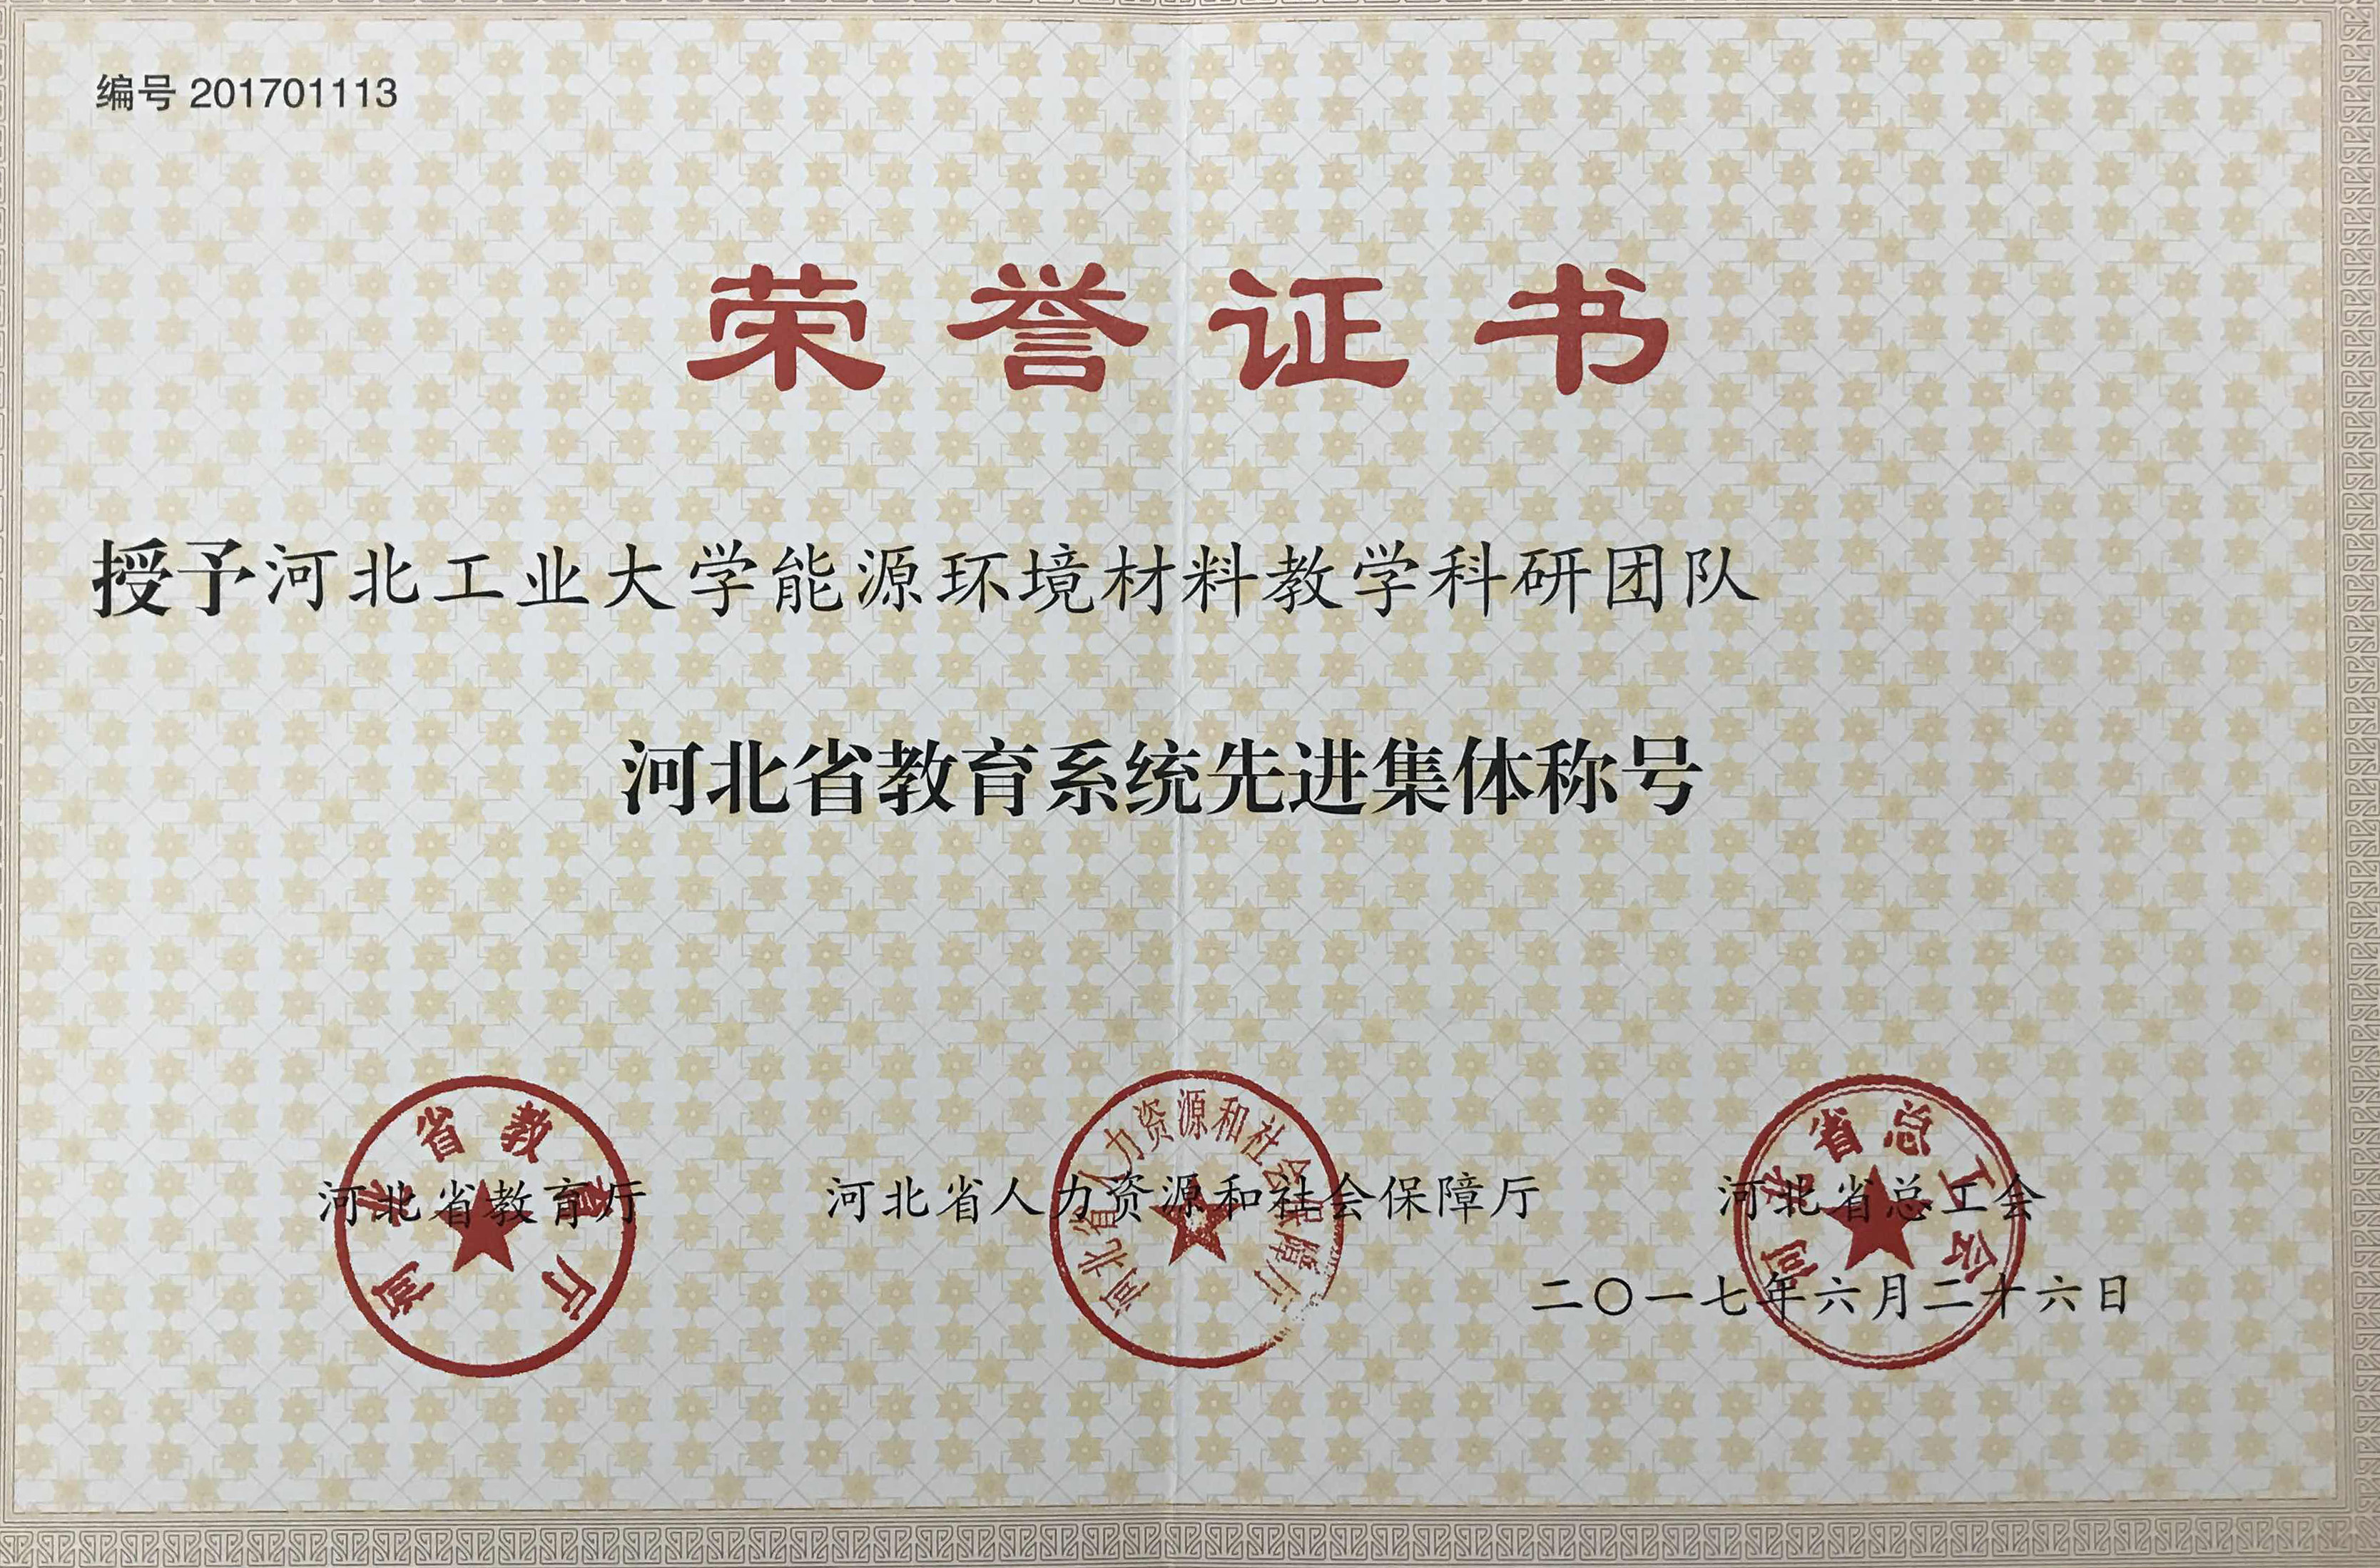 编号 201701113
荣誉证书
授予河北工业大学能源环境材料教学科研团队
河北省教育系统先进集体称号
河北省教育厅
河北省人力资源和社会保障厅
河北省总工会
河北省教育厅 河北省人力资源和社会保障厅 河北省总工会
二〇一七年六月二十六日